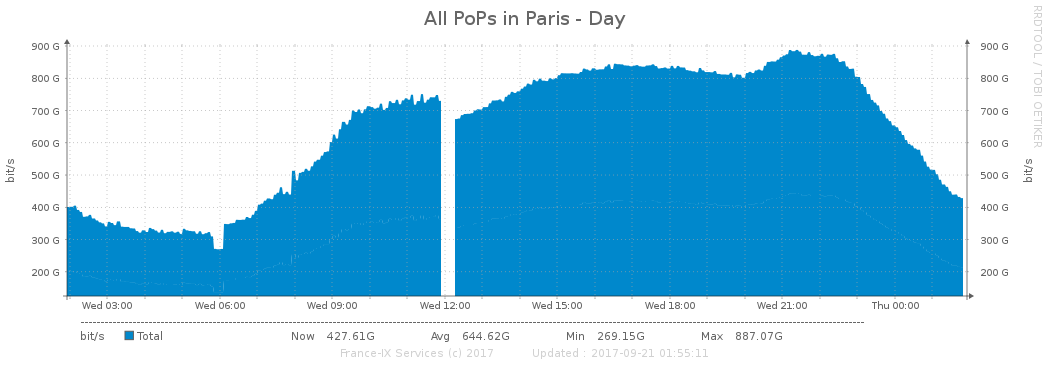 All PoPs in Paris - Day
RRDTOOL / TOBI OETIKER
900 G 900 G
800 G 800 G
700 G 700 G
600 G 600 G
500 G 500 G
400 G 400 G
300 G 300 G
200 G 200 G
bit/s bit/s
Wed 03:00 Wed 06:00 Wed 09:00 Wed 12:00 Wed 15:00 Wed 18:00 Wed 21:00 Thu 00:00
bit/s Total Now 427.61G Avg 644.62G Min 269.15G Max 887.07G
France-IX Services (c) 2017 Updated : 2017-09-21 01:55:11